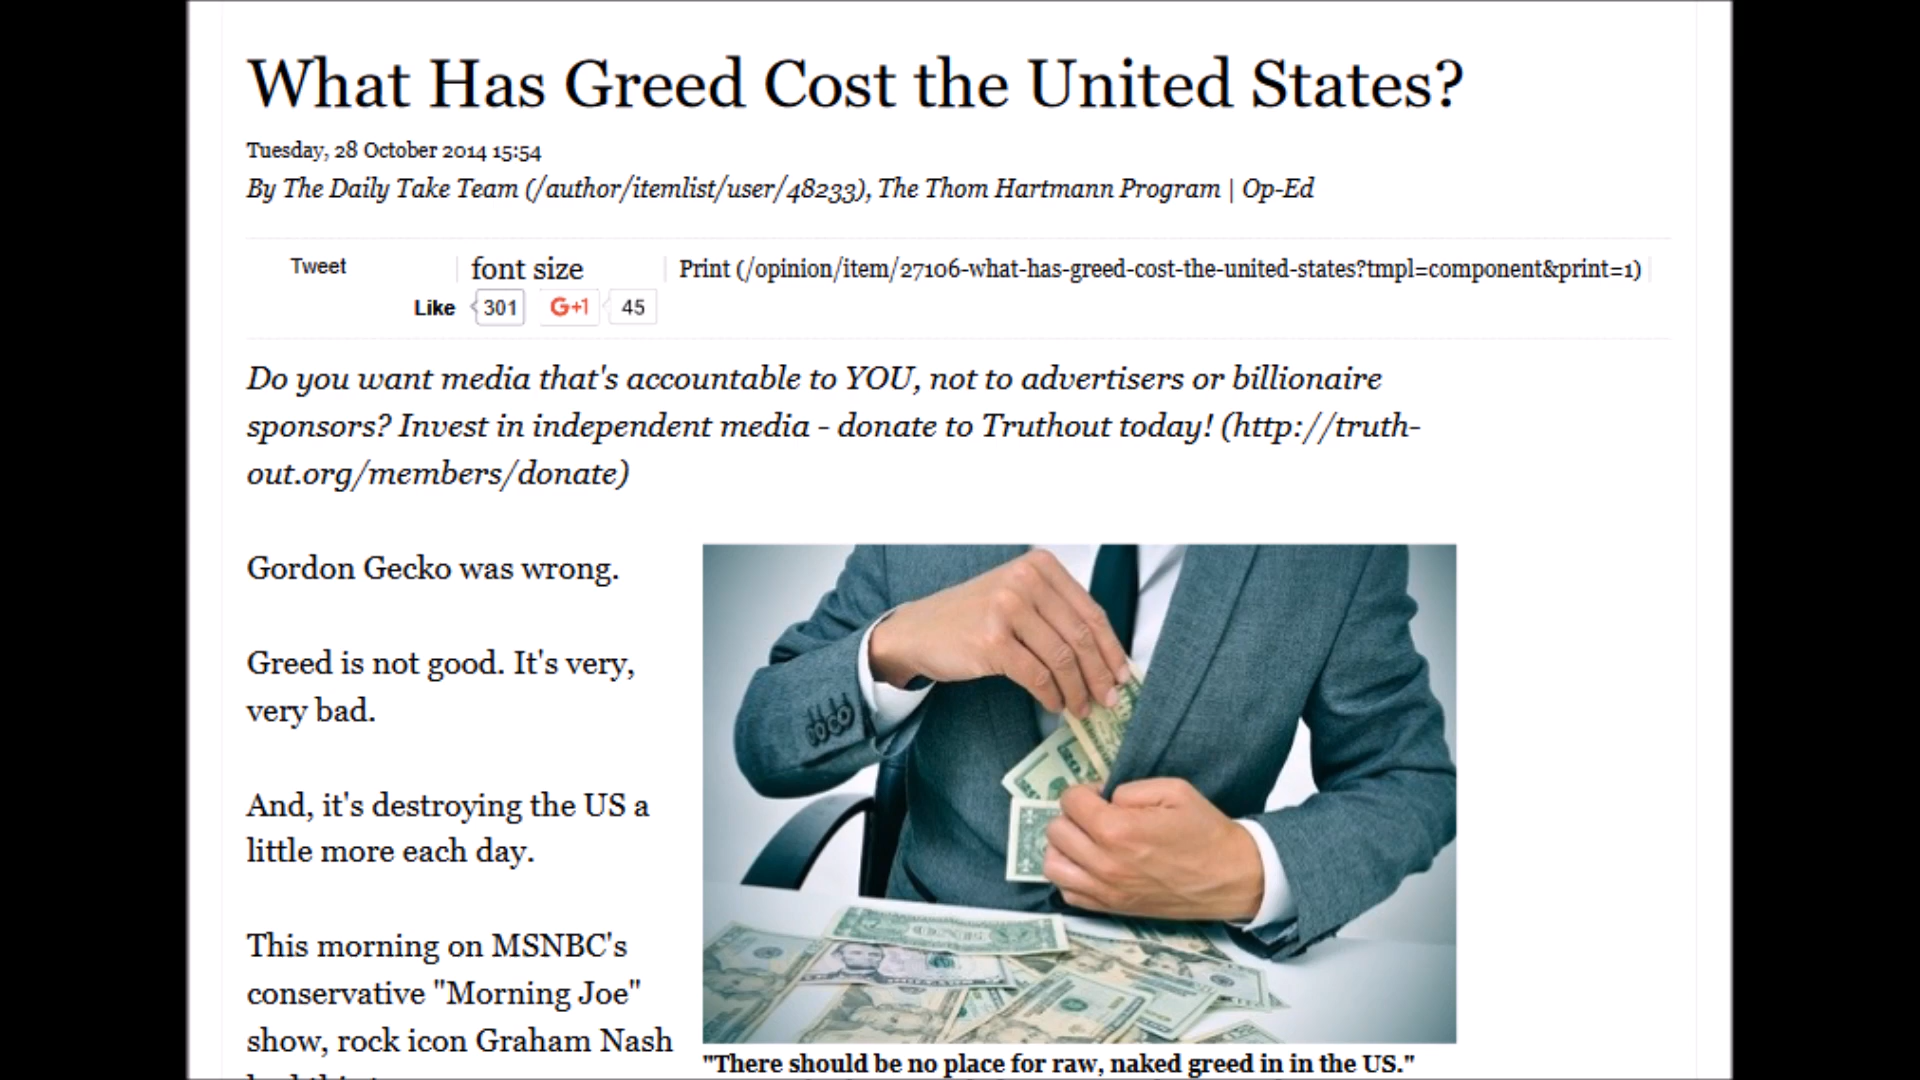 What Has Greed Cost the United States?
Tuesday, 28 October 2014 15:54
By The Daily Take Team (/author/itemlist/user/48233), The Thom Hartmann Program | Op-Ed
Tweet
font size
Print (/opinion/item/27106-what-has-greed-cost-the-united-states?tmpl=component&print=1)
Like 301 G+1 45
Do you want media that's accountable to YOU, not to advertisers or billionaire
sponsors? Invest in independent media - donate to Truthout today! (http://truth-
out.org/members/donate)
Gordon Gecko was wrong.
Greed is not good. It's very,
very bad.
And, it's destroying the US a
little more each day.
This morning on MSNBC's
conservative "Morning Joe"
show, rock icon Graham Nash
"There should be no place for raw, naked greed in in the US."